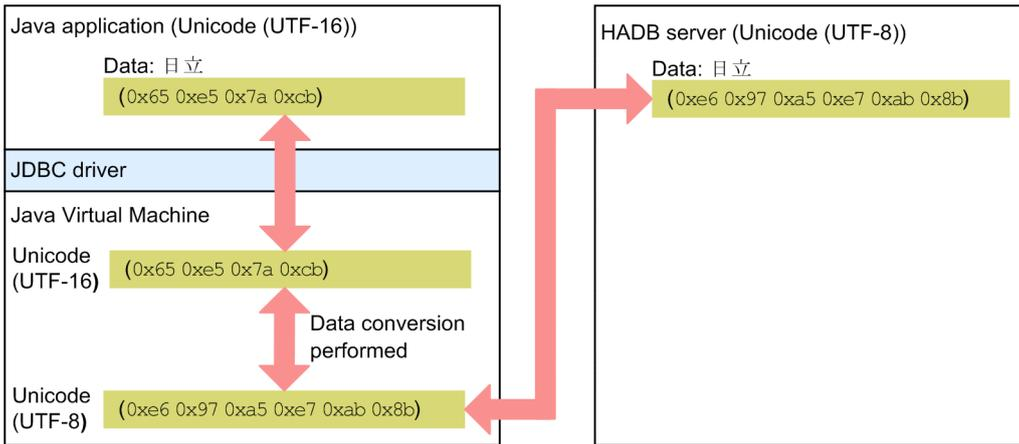 Java application (Unicode (UTF-16))
Data: 日立
(0x65 0xe5 0x7a 0xcb)
JDBC driver
Java Virtual Machine
Unicode
(UTF-16)
(0x65 0xe5 0x7a 0xcb)
Data conversion
performed
Unicode
(UTF-8)
(0xe6 0x97 0xa5 0xe7 0xab 0x8b)
HADB server (Unicode (UTF-8))
Data: 日立
(0xe6 0x97 0xa5 0xe7 0xab 0x8b)